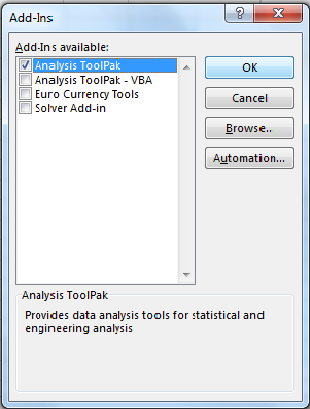 Add-Ins
?
Add-Ins available:
Analysis ToolPak
Analysis ToolPak - VBA
Euro Currency Tools
Solver Add-in
OK
Cancel
Browse...
Automation...
Analysis ToolPak
Provides data analysis tools for statistical and
engineering analysis